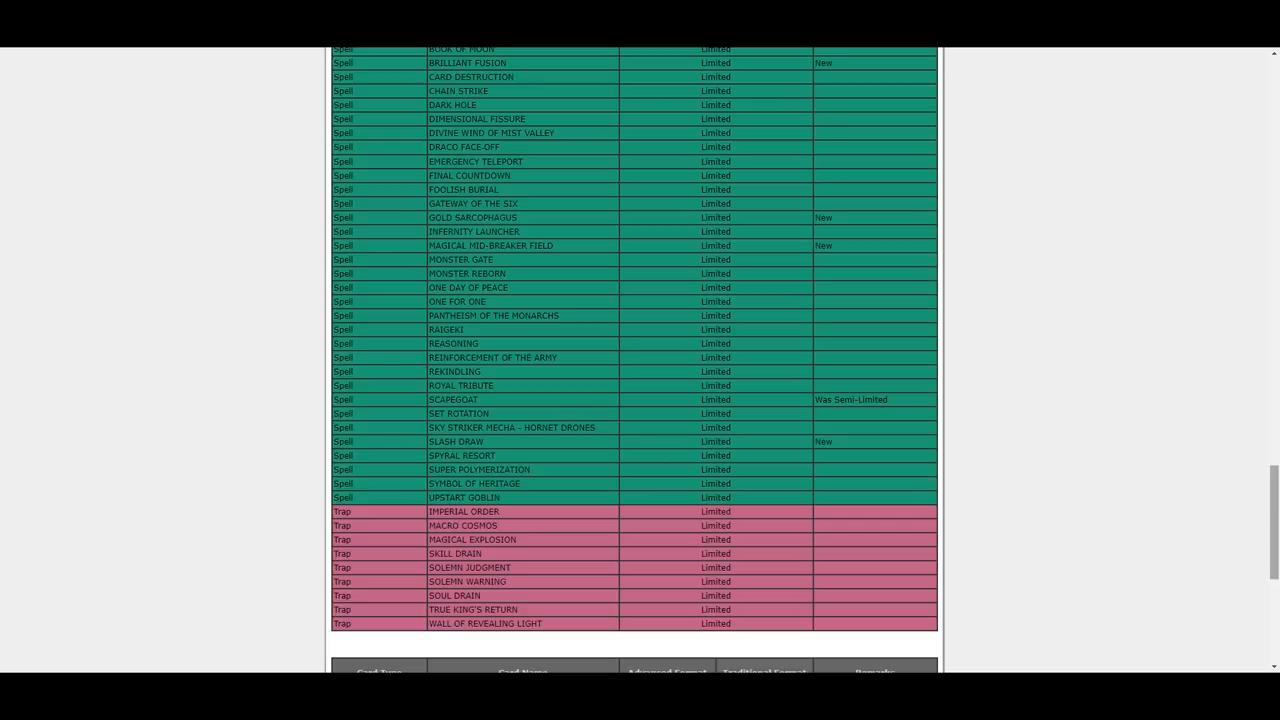 Spell BOOK OF MOON Limited
Spell BRILLIANT FUSION Limited New
Spell CARD DESTRUCTION Limited
Spell CHAIN STRIKE Limited
Spell DARK HOLE Limited
Spell DIMENSIONAL FISSURE Limited
Spell DIVINE WIND OF MIST VALLEY Limited
Spell DRACO FACE-OFF Limited
Spell EMERGENCY TELEPORT Limited
Spell FINAL COUNTDOWN Limited
Spell FOOLISH BURIAL Limited
Spell GATEWAY OF THE SIX Limited
Spell GOLD SARCOPHAGUS Limited New
Spell INFERNITY LAUNCHER Limited
Spell MAGICAL MID-BREAKER FIELD Limited New
Spell MONSTER GATE Limited
Spell MONSTER REBORN Limited
Spell ONE DAY OF PEACE Limited
Spell ONE FOR ONE Limited
Spell PANTHEISM OF THE MONARCHS Limited
Spell RAIGEKI Limited
Spell REASONING Limited
Spell REINFORCEMENT OF THE ARMY Limited
Spell REKINDLING Limited
Spell ROYAL TRIBUTE Limited
Spell SCAPEGOAT Limited Was Semi-Limited
Spell SET ROTATION Limited
Spell SKY STRIKER MECHA - HORNET DRONES Limited
Spell SLASH DRAW Limited New
Spell SPYRAL RESORT Limited
Spell SUPER POLYMERIZATION Limited
Spell SYMBOL OF HERITAGE Limited
Spell UPSTART GOBLIN Limited
Trap IMPERIAL ORDER Limited
Trap MACRO COSMOS Limited
Trap MAGICAL EXPLOSION Limited
Trap SKILL DRAIN Limited
Trap SOLEMN JUDGMENT Limited
Trap SOLEMN WARNING Limited
Trap SOUL DRAIN Limited
Trap TRUE KING'S RETURN Limited
Trap WALL OF REVEALING LIGHT Limited
Card Type Card Name Advanced Format Traditional Format Remarks